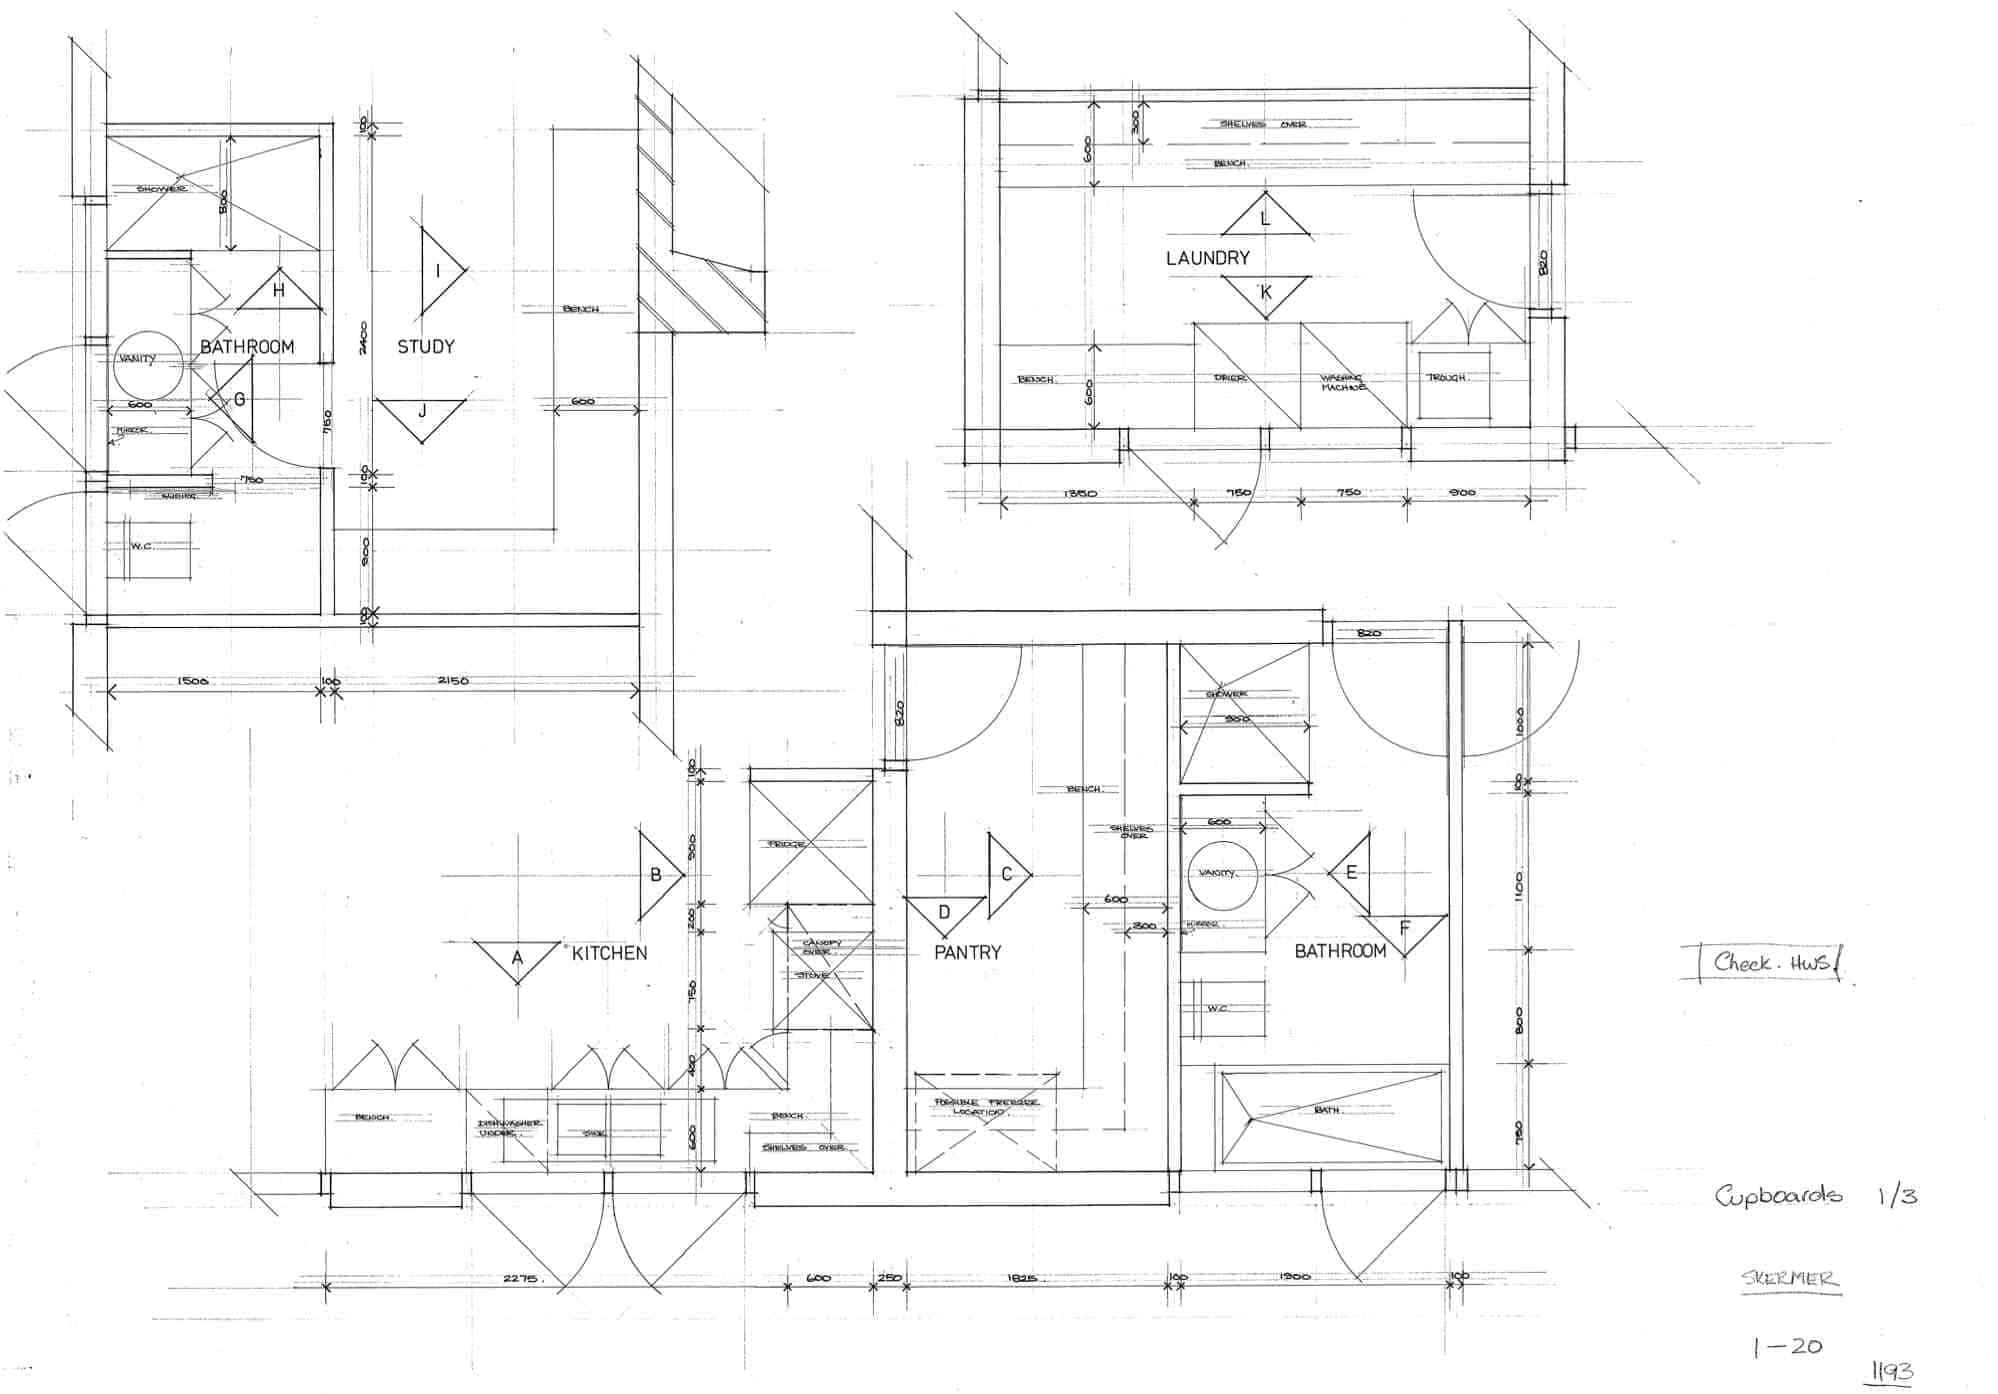 100
SHOWER
800
H
I
BENCH
2400
VANITY
BATHROOM
STUDY
G
600
J
600
MIRROR
750
750
100
SLIDING
W.C.
900
100
1500
100
2150
300
SHELVES OVER
600
BENCH.
L
LAUNDRY
820
K
BENCH.
600
DRIER
WASHING
MACHINE
TROUGH.
1350
750
750
900
820
SHOWER
900
820
1000
100
100
BENCH.
FRIDGE
900
SHELVES
OVER
600
VANITY.
B
C
E
1100
600
D
F
300
MIRROR.
200
A
KITCHEN
CANOPY
OVER
STOVE
750
PANTRY
BATHROOM
Check. HWS!
W.C.
800
400
BENCH.
DISHWASHER
UNDER.
SINK
600
BENCH.
SHELVES OVER.
POSSIBLE FREEZER
LOCATION.
BATH.
750
2275.
600
250
1825
100
1900
100
Cupboards 1/3
SKERMER
1-20
1193